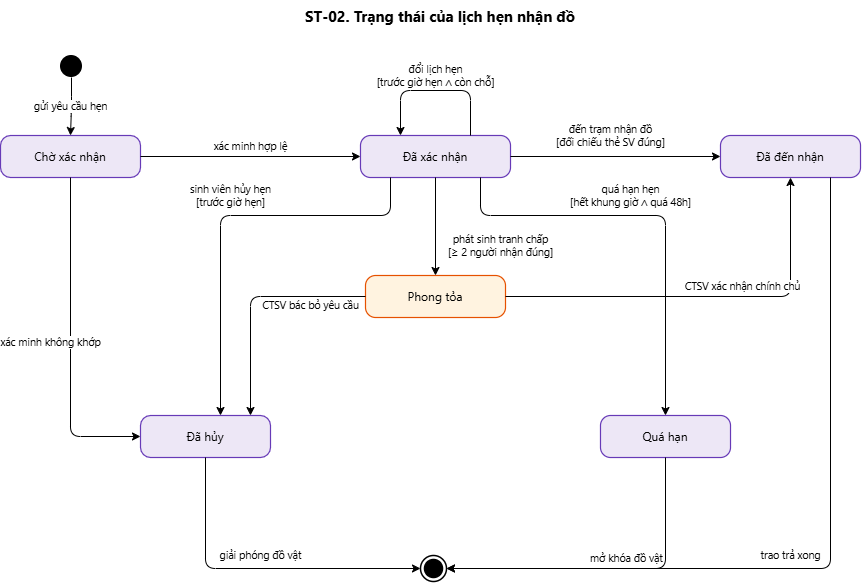 ST-02. Trạng thái của lịch hẹn nhận đồ
đổi lịch hẹn
[trước giờ hẹn ∧ còn chỗ]
gửi yêu cầu hẹn
Chờ xác nhận
xác minh hợp lệ
Đã xác nhận
đến trạm nhận đồ
[đối chiếu thẻ SV đúng]
Đã đến nhận
sinh viên hủy hẹn
[trước giờ hẹn]
quá hạn hẹn
[hết khung giờ ∧ quá 48h]
phát sinh tranh chấp
[≥ 2 người nhận đúng]
Phong tỏa
CTSV xác nhận chính chủ
CTSV bác bỏ yêu cầu
xác minh không khớp
Đã hủy
Quá hạn
giải phóng đồ vật
mở khóa đồ vật
trao trả xong